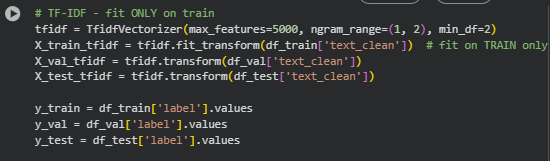 # TF-IDF - fit ONLY on train
tfidf = TfidfVectorizer(max_features=5000, ngram_range=(1, 2), min_df=2)
X_train_tfidf = tfidf.fit_transform(df_train['text_clean'])  # fit on TRAIN only
X_val_tfidf = tfidf.transform(df_val['text_clean'])
X_test_tfidf = tfidf.transform(df_test['text_clean'])
y_train = df_train['label'].values
y_val = df_val['label'].values
y_test = df_test['label'].values